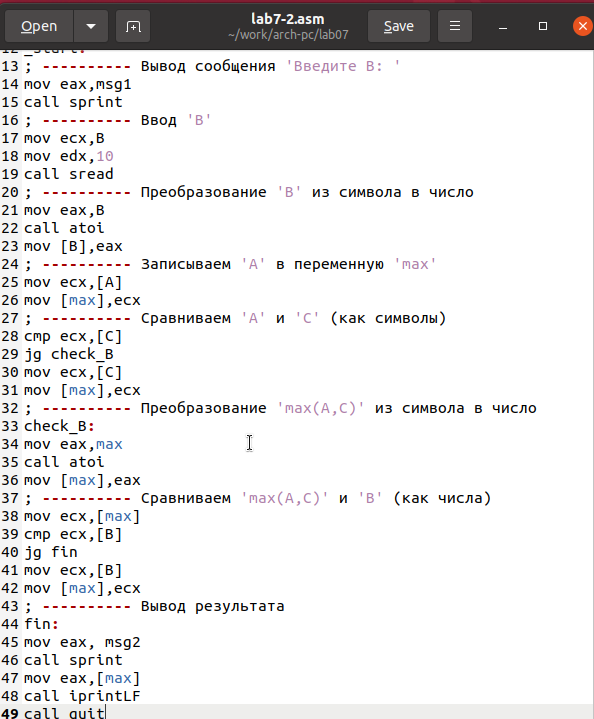 Open
lab7-2.asm
~/work/arch-pc/lab07
Save
12 _start:
13 ; ---------- Вывод сообщения 'Введите B: '
14 mov eax,msg1
15 call sprint
16 ; ---------- Ввод 'B'
17 mov ecx,B
18 mov edx,10
19 call sread
20 ; ---------- Преобразование 'B' из символа в число
21 mov eax,B
22 call atoi
23 mov [B],eax
24 ; ---------- Записываем 'A' в переменную 'max'
25 mov ecx,[A]
26 mov [max],ecx
27 ; ---------- Сравниваем 'A' и 'C' (как символы)
28 cmp ecx,[C]
29 jg check_B
30 mov ecx,[C]
31 mov [max],ecx
32 ; ---------- Преобразование 'max(A,C)' из символа в число
33 check_B:
34 mov eax,max
35 call atoi
36 mov [max],eax
37 ; ---------- Сравниваем 'max(A,C)' и 'B' (как числа)
38 mov ecx,[max]
39 cmp ecx,[B]
40 jg fin
41 mov ecx,[B]
42 mov [max],ecx
43 ; ---------- Вывод результата
44 fin:
45 mov eax, msg2
46 call sprint
47 mov eax,[max]
48 call iprintLF
49 call quit